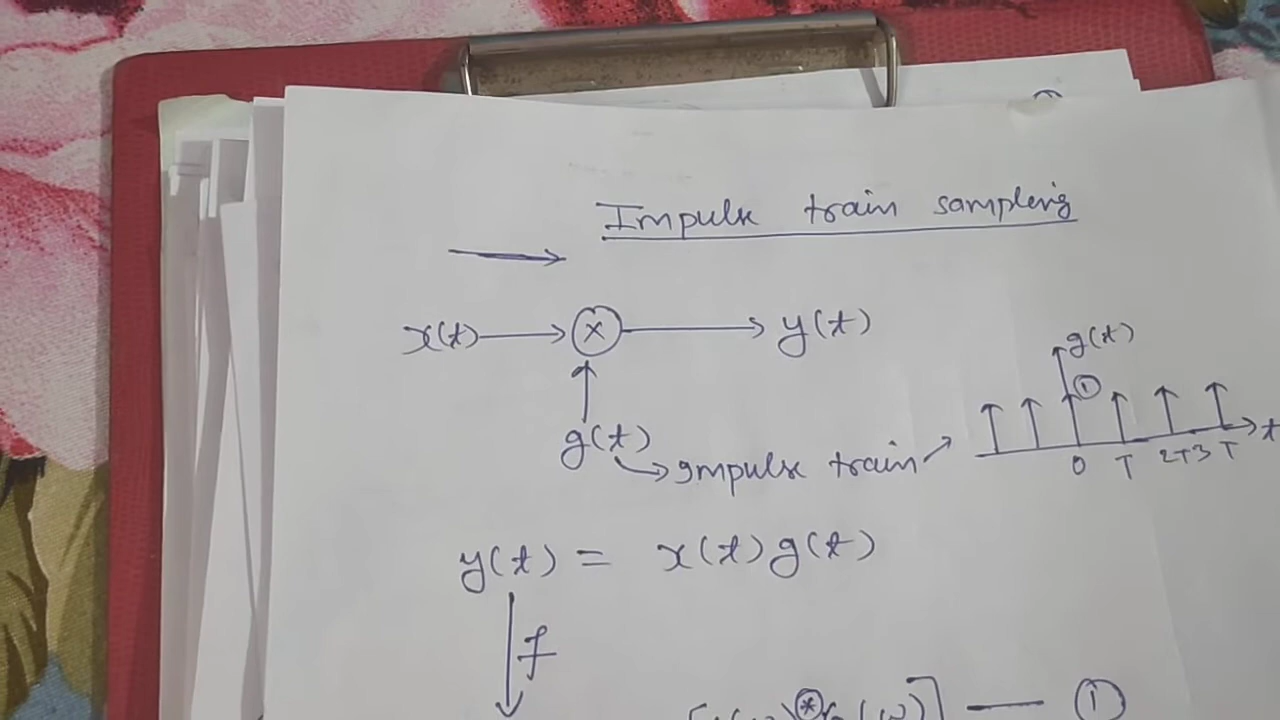 Impulse train sampling
x(t) → ⊗ → y(t)
g(t)
①
g(t) → Impulse train ↗
0 T 2T 3T t
y(t) = x(t)g(t)
↓ f
(ω)] — ①